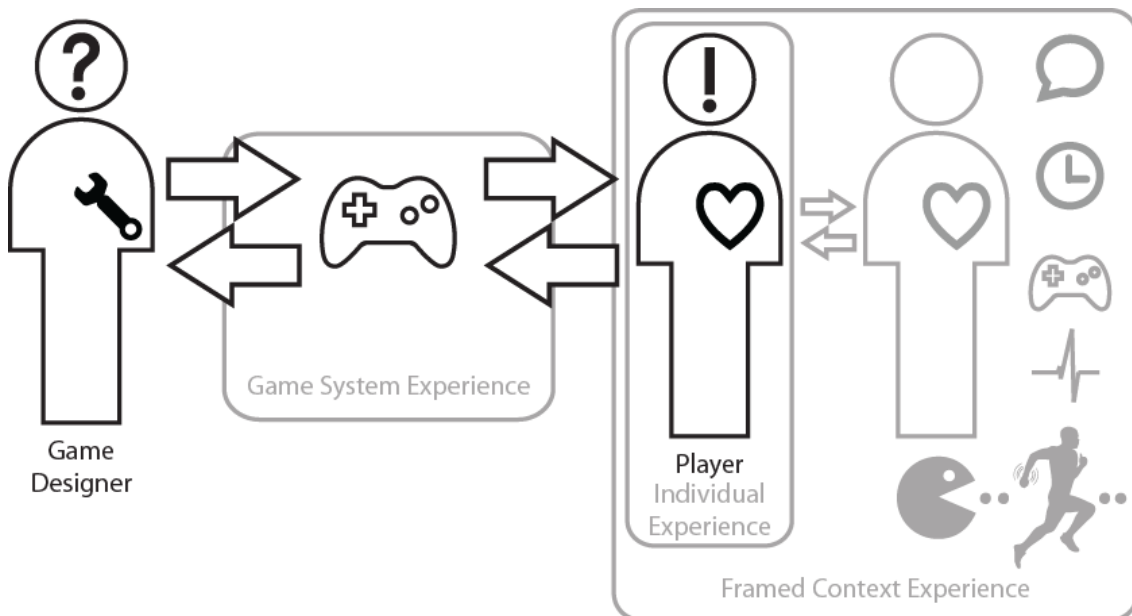 ?
!
Game System Experience
Game
Designer
Player
Individual
Experience
Framed Context Experience